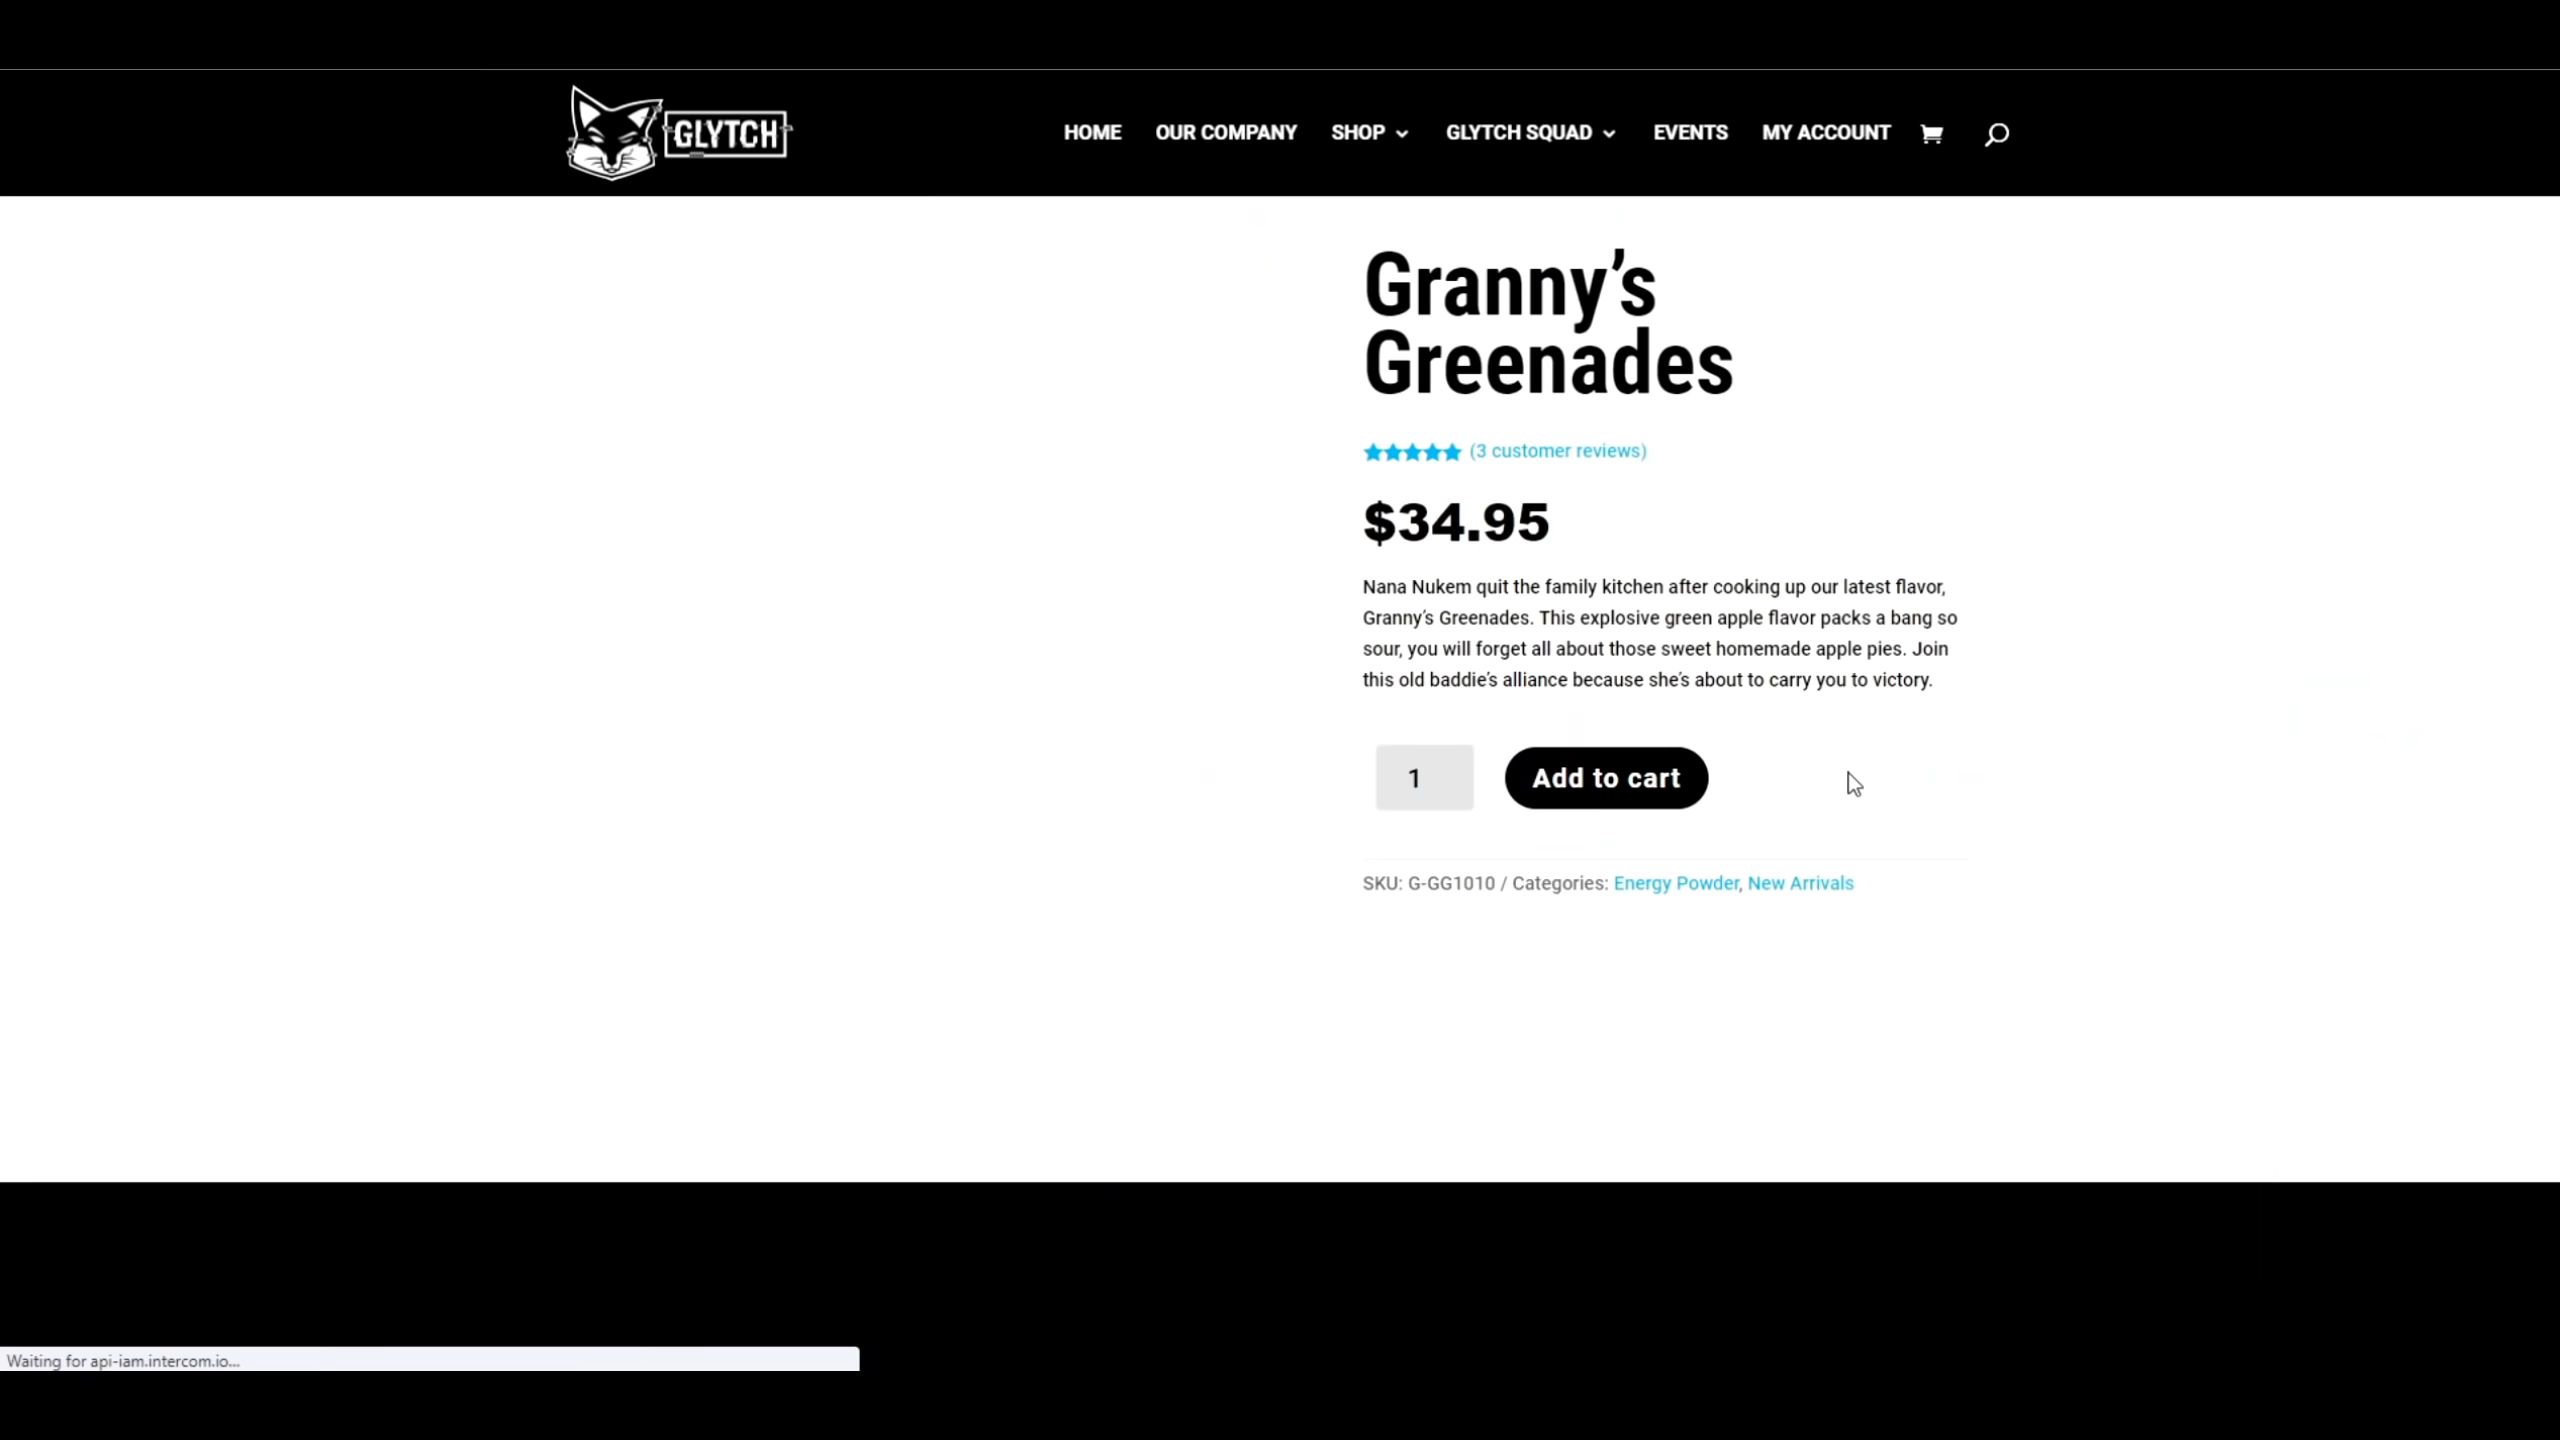 GLYTCH
HOME OUR COMPANY SHOP GLYTCH SQUAD EVENTS MY ACCOUNT
Granny’s
Greenades
(3 customer reviews)
$34.95
Nana Nukem quit the family kitchen after cooking up our latest flavor,
Granny’s Greenades. This explosive green apple flavor packs a bang so
sour, you will forget all about those sweet homemade apple pies. Join
this old baddie’s alliance because she’s about to carry you to victory.
1 Add to cart
SKU: G-GG1010 / Categories: Energy Powder, New Arrivals
Waiting for api-iam.intercom.io...